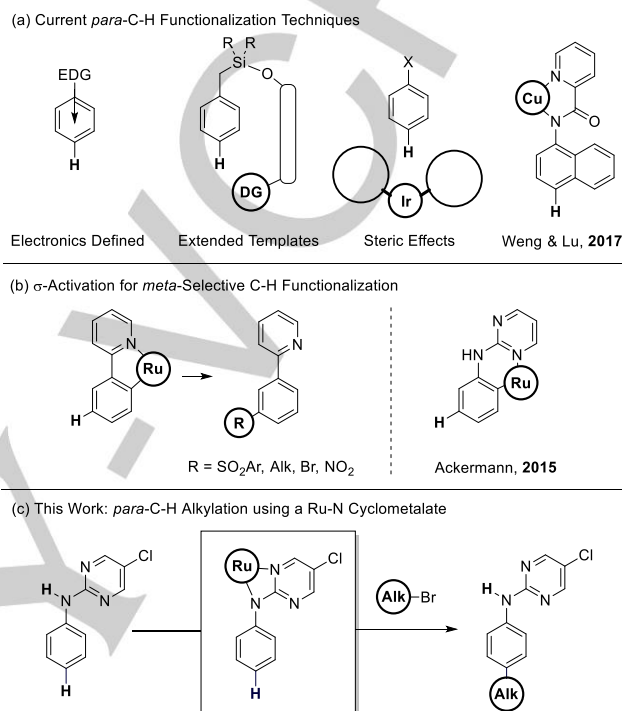 (a) Current para-C-H Functionalization Techniques
EDG
H
R R
Si
O
H
DG
X
H
Ir
N
Cu
N
O
H
Electronics Defined
Extended Templates
Steric Effects
Weng & Lu, 2017
(b) σ-Activation for meta-Selective C-H Functionalization
N
Ru
H
N
R
N
HN
N
Ru
H
R = SO2Ar, Alk, Br, NO2
Ackermann, 2015
(c) This Work: para-C-H Alkylation using a Ru-N Cyclometalate
Cl
N
H
N
N
H
Ru
N
Cl
N
N
H
Alk-Br
Cl
N
H
N
N
Alk